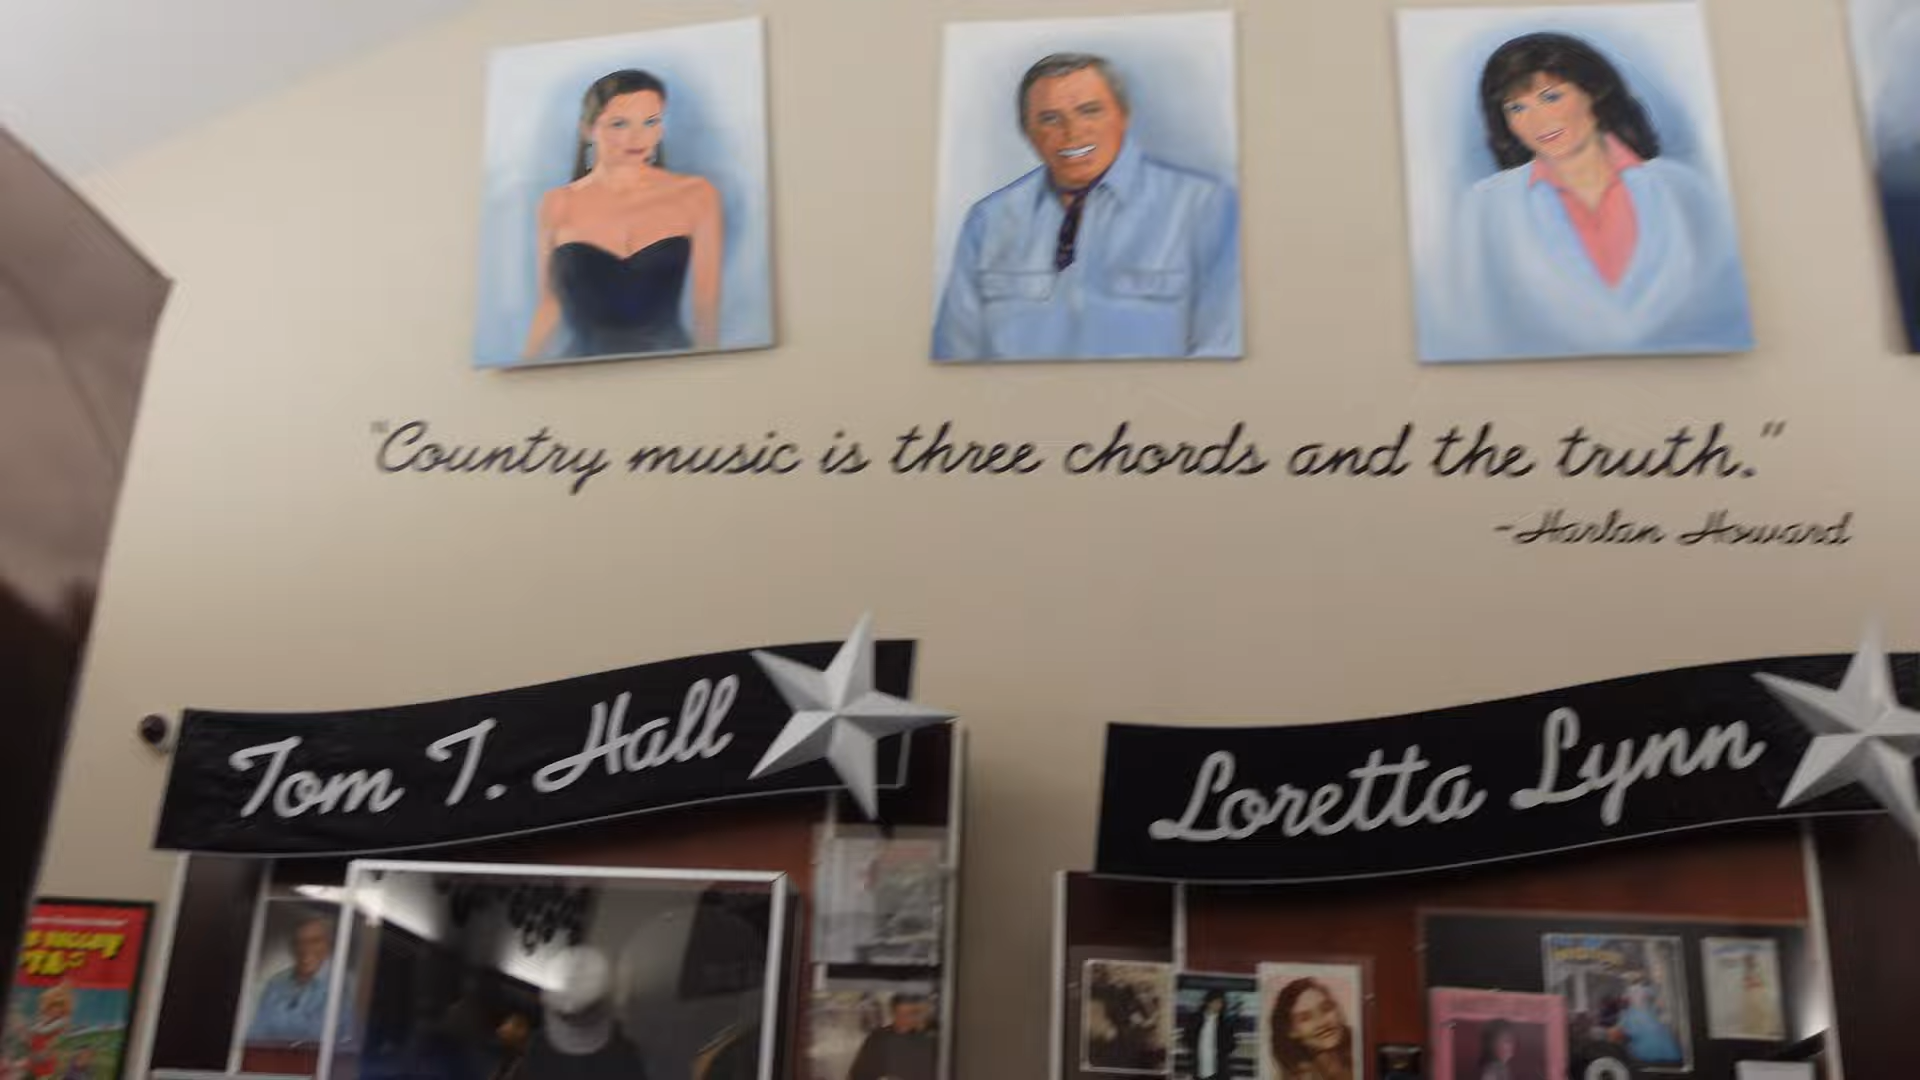 "Country music is three chords and the truth."
-Harlan Howard
Tom T. Hall
Loretta Lynn